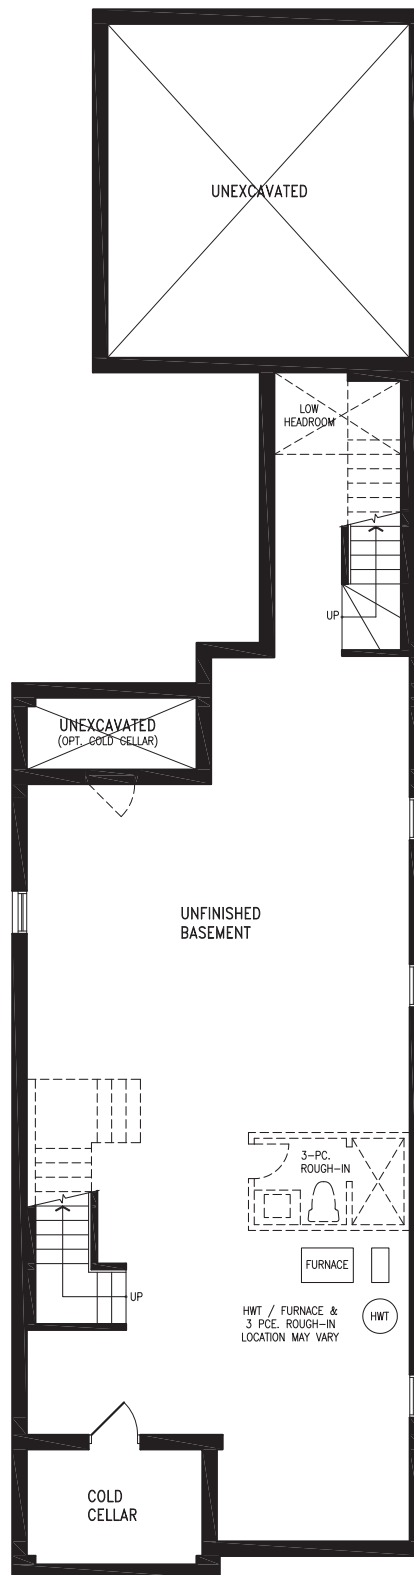 UNEXCAVATED
LOW
HEADROOM
UP
UNEXCAVATED
(OPT. COLD CELLAR)
UNFINISHED
BASEMENT
3-PC.
ROUGH-IN
FURNACE
UP
HWT / FURNACE &
3 PCE. ROUGH-IN
LOCATION MAY VARY
HWT
COLD
CELLAR